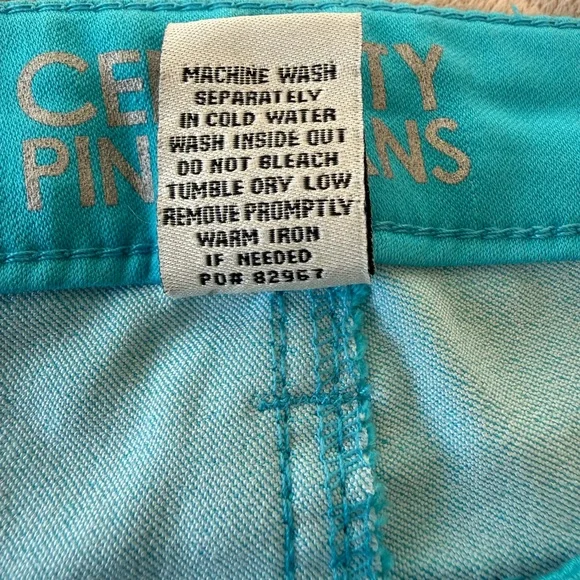 MACHINE WASH
SEPARATELY
IN COLD WATER
WASH INSIDE OUT
DO NOT BLEACH
TUMBLE DRY LOW
REMOVE PROMPTLY
WARM IRON
IF NEEDED
PO# 82967